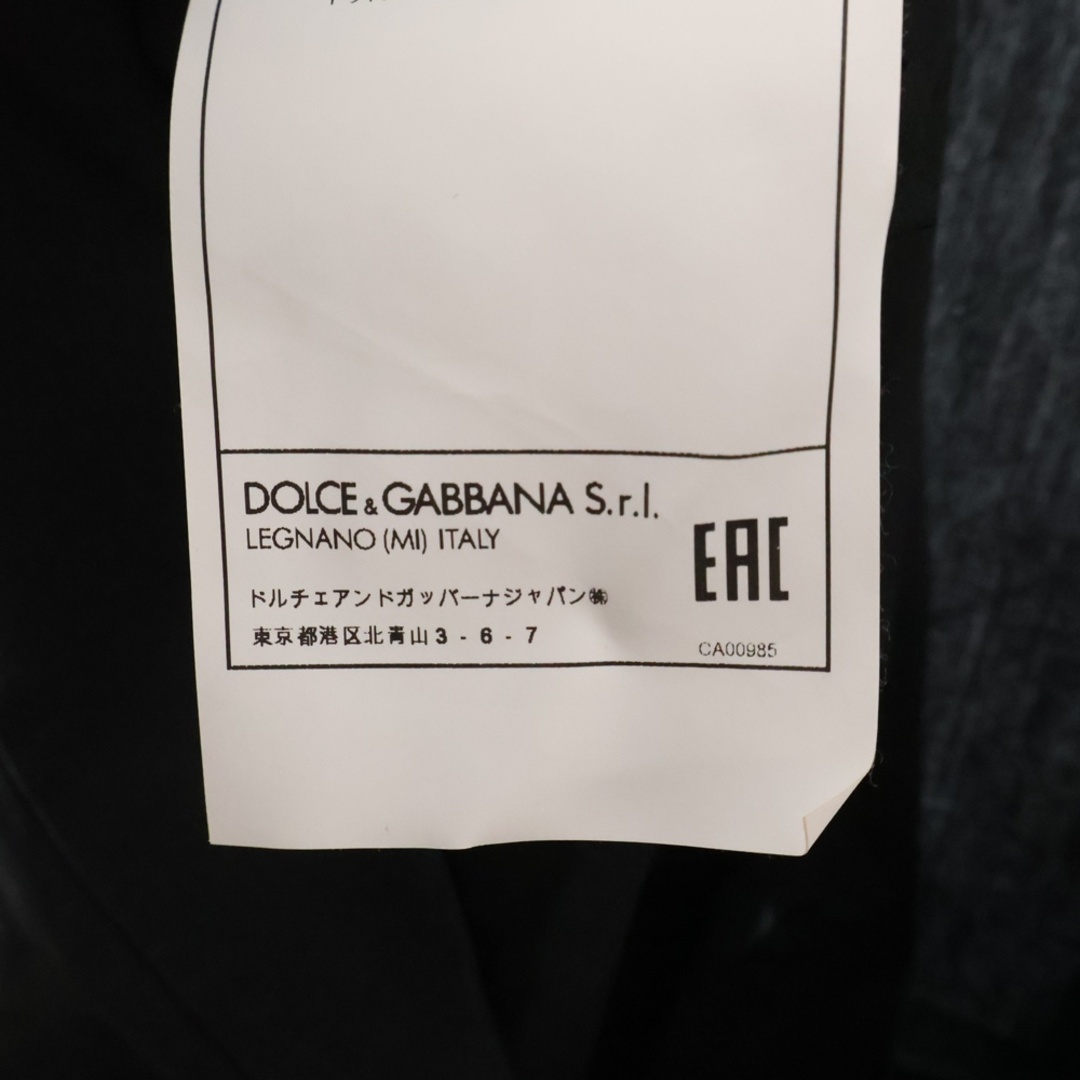 DOLCE & GABBANA S.r.l.
LEGNANO (MI) ITALY
EAC
ドルチェアンドガッバーナジャパン㈱
東京都港区北青山3-6-7
CA00985